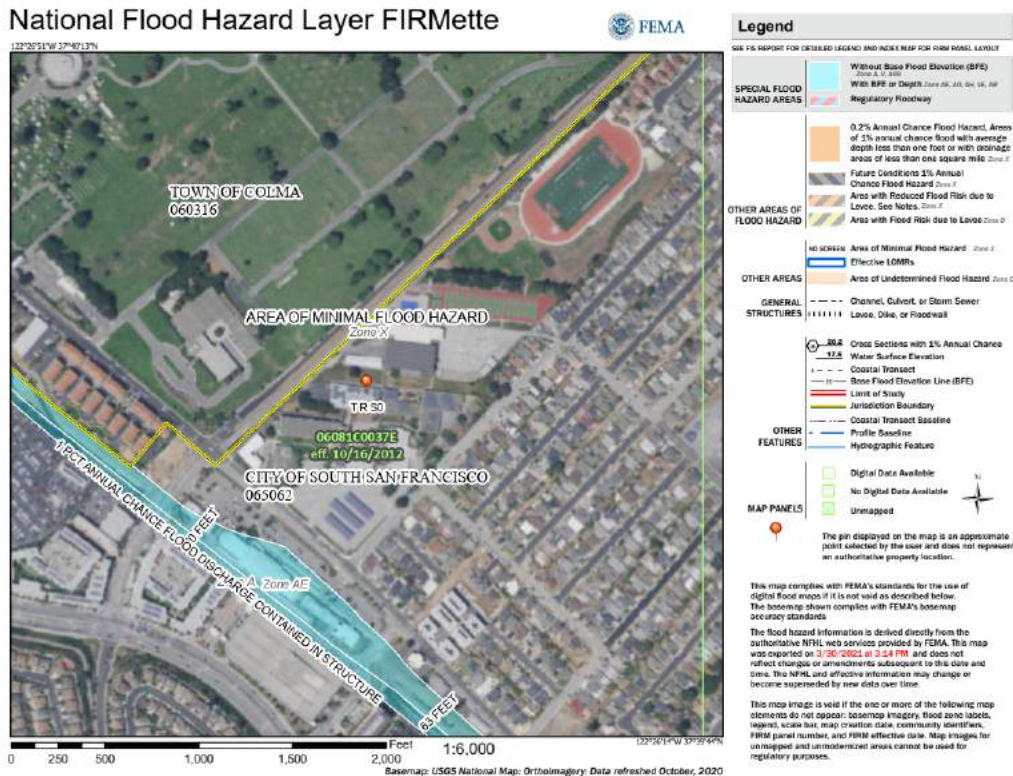 National Flood Hazard Layer FIRMette
FEMA
122°26'51"W 37°40'13"N
TOWN OF COLMA
060316
AREA OF MINIMAL FLOOD HAZARD
Zone X
T R S0
06081C0037E
eff. 10/16/2012
CITY OF SOUTH SAN FRANCISCO
065062
1 PCT ANNUAL CHANCE FLOOD DISCHARGE CONTAINED IN STRUCTURE
FEET
A
Zone AE
63 FEET
122°26'14"W 37°39'44"N
Feet
1:6,000
0
250
500
1,000
1,500
2,000
Basemap: USGS National Map: Orthoimagery: Data refreshed October, 2020
Legend
SEE FIS REPORT FOR DETAILED LEGEND AND INDEX MAP FOR FIRM PANEL LAYOUT
SPECIAL FLOOD
HAZARD AREAS
Without Base Flood Elevation (BFE)
Zone A, V, A99
With BFE or Depth Zone AE, AO, AH, VE, AR
Regulatory Floodway
0.2% Annual Chance Flood Hazard, Areas
of 1% annual chance flood with average
depth less than one foot or with drainage
areas of less than one square mile Zone X
Future Conditions 1% Annual
Chance Flood Hazard Zone X
Area with Reduced Flood Risk due to
Levee. See Notes. Zone X
Area with Flood Risk due to Levee Zone D
OTHER AREAS OF
FLOOD HAZARD
NO SCREEN Area of Minimal Flood Hazard Zone X
Effective LOMRs
Area of Undetermined Flood Hazard Zone
OTHER AREAS
GENERAL
STRUCTURES
Channel, Culvert, or Storm Sewer
Levee, Dike, or Floodwall
20.2 Cross Sections with 1% Annual Chance
17.5 Water Surface Elevation
Coastal Transect
Base Flood Elevation Line (BFE)
Limit of Study
Jurisdiction Boundary
Coastal Transect Baseline
Profile Baseline
Hydrographic Feature
OTHER
FEATURES
Digital Data Available
No Digital Data Available
Unmapped
MAP PANELS
N
The pin displayed on the map is an approximate
point selected by the user and does not represent
an authoritative property location.
This map complies with FEMA's standards for the use of
digital flood maps if it is not void as described below.
The basemap shown complies with FEMA's basemap
accuracy standards
The flood hazard information is derived directly from the
authoritative NFHL web services provided by FEMA. This map
was exported on 3/30/2021 at 3:14 PM and does not
reflect changes or amendments subsequent to this date and
time. The NFHL and effective information may change or
become superseded by new data over time.
This map image is void if the one or more of the following map
elements do not appear: basemap imagery, flood zone labels,
legend, scale bar, map creation date, community identifiers,
FIRM panel number, and FIRM effective date. Map images for
unmapped and unmodernized areas cannot be used for
regulatory purposes.